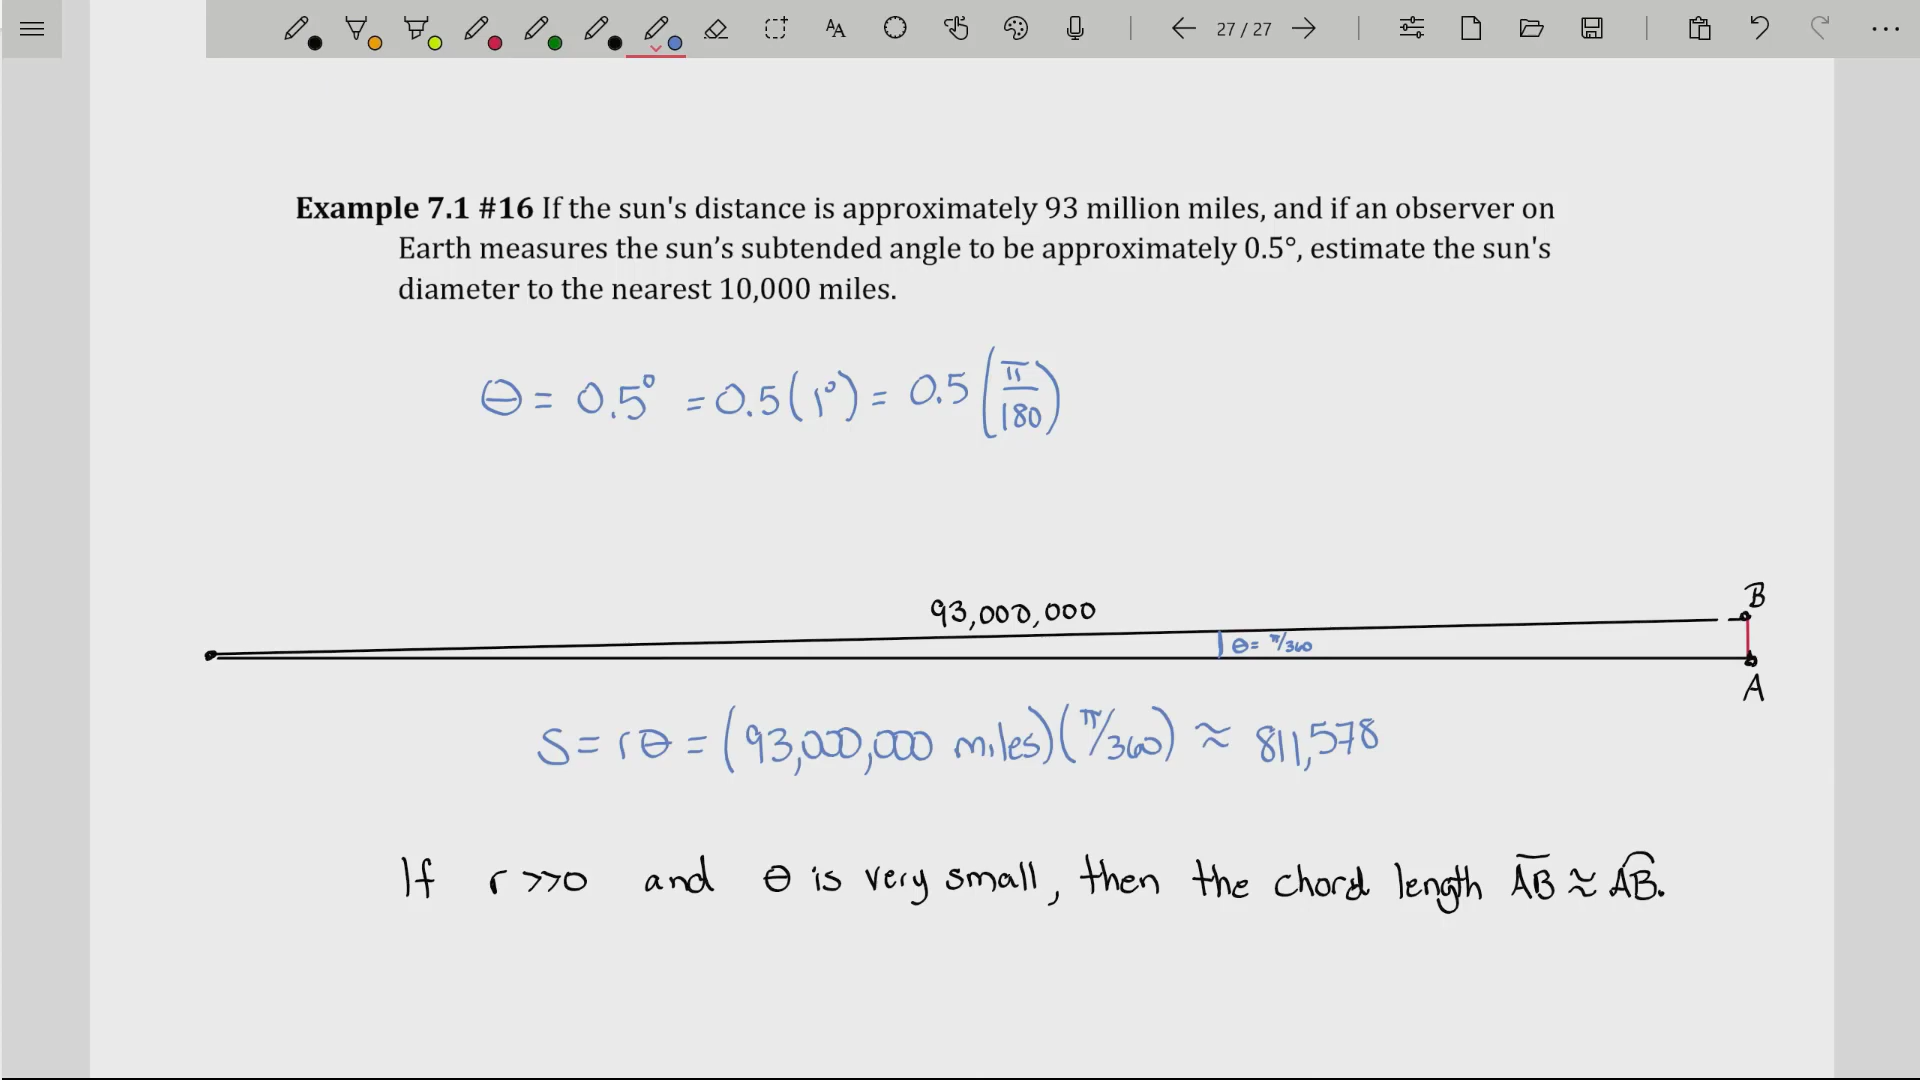 27 / 27
Example 7.1 #16 If the sun's distance is approximately 93 million miles, and if an observer on
Earth measures the sun’s subtended angle to be approximately 0.5°, estimate the sun's
diameter to the nearest 10,000 miles.
θ = 0.5° = 0.5(1°) = 0.5(π/180)
B
93,000,000
θ = π/360
A
S = rθ = (93,000,000 miles)(π/360) ≈ 811,578
If r >>0 and θ is very small, then the chord length A̅B̅ ≈ A͡B.